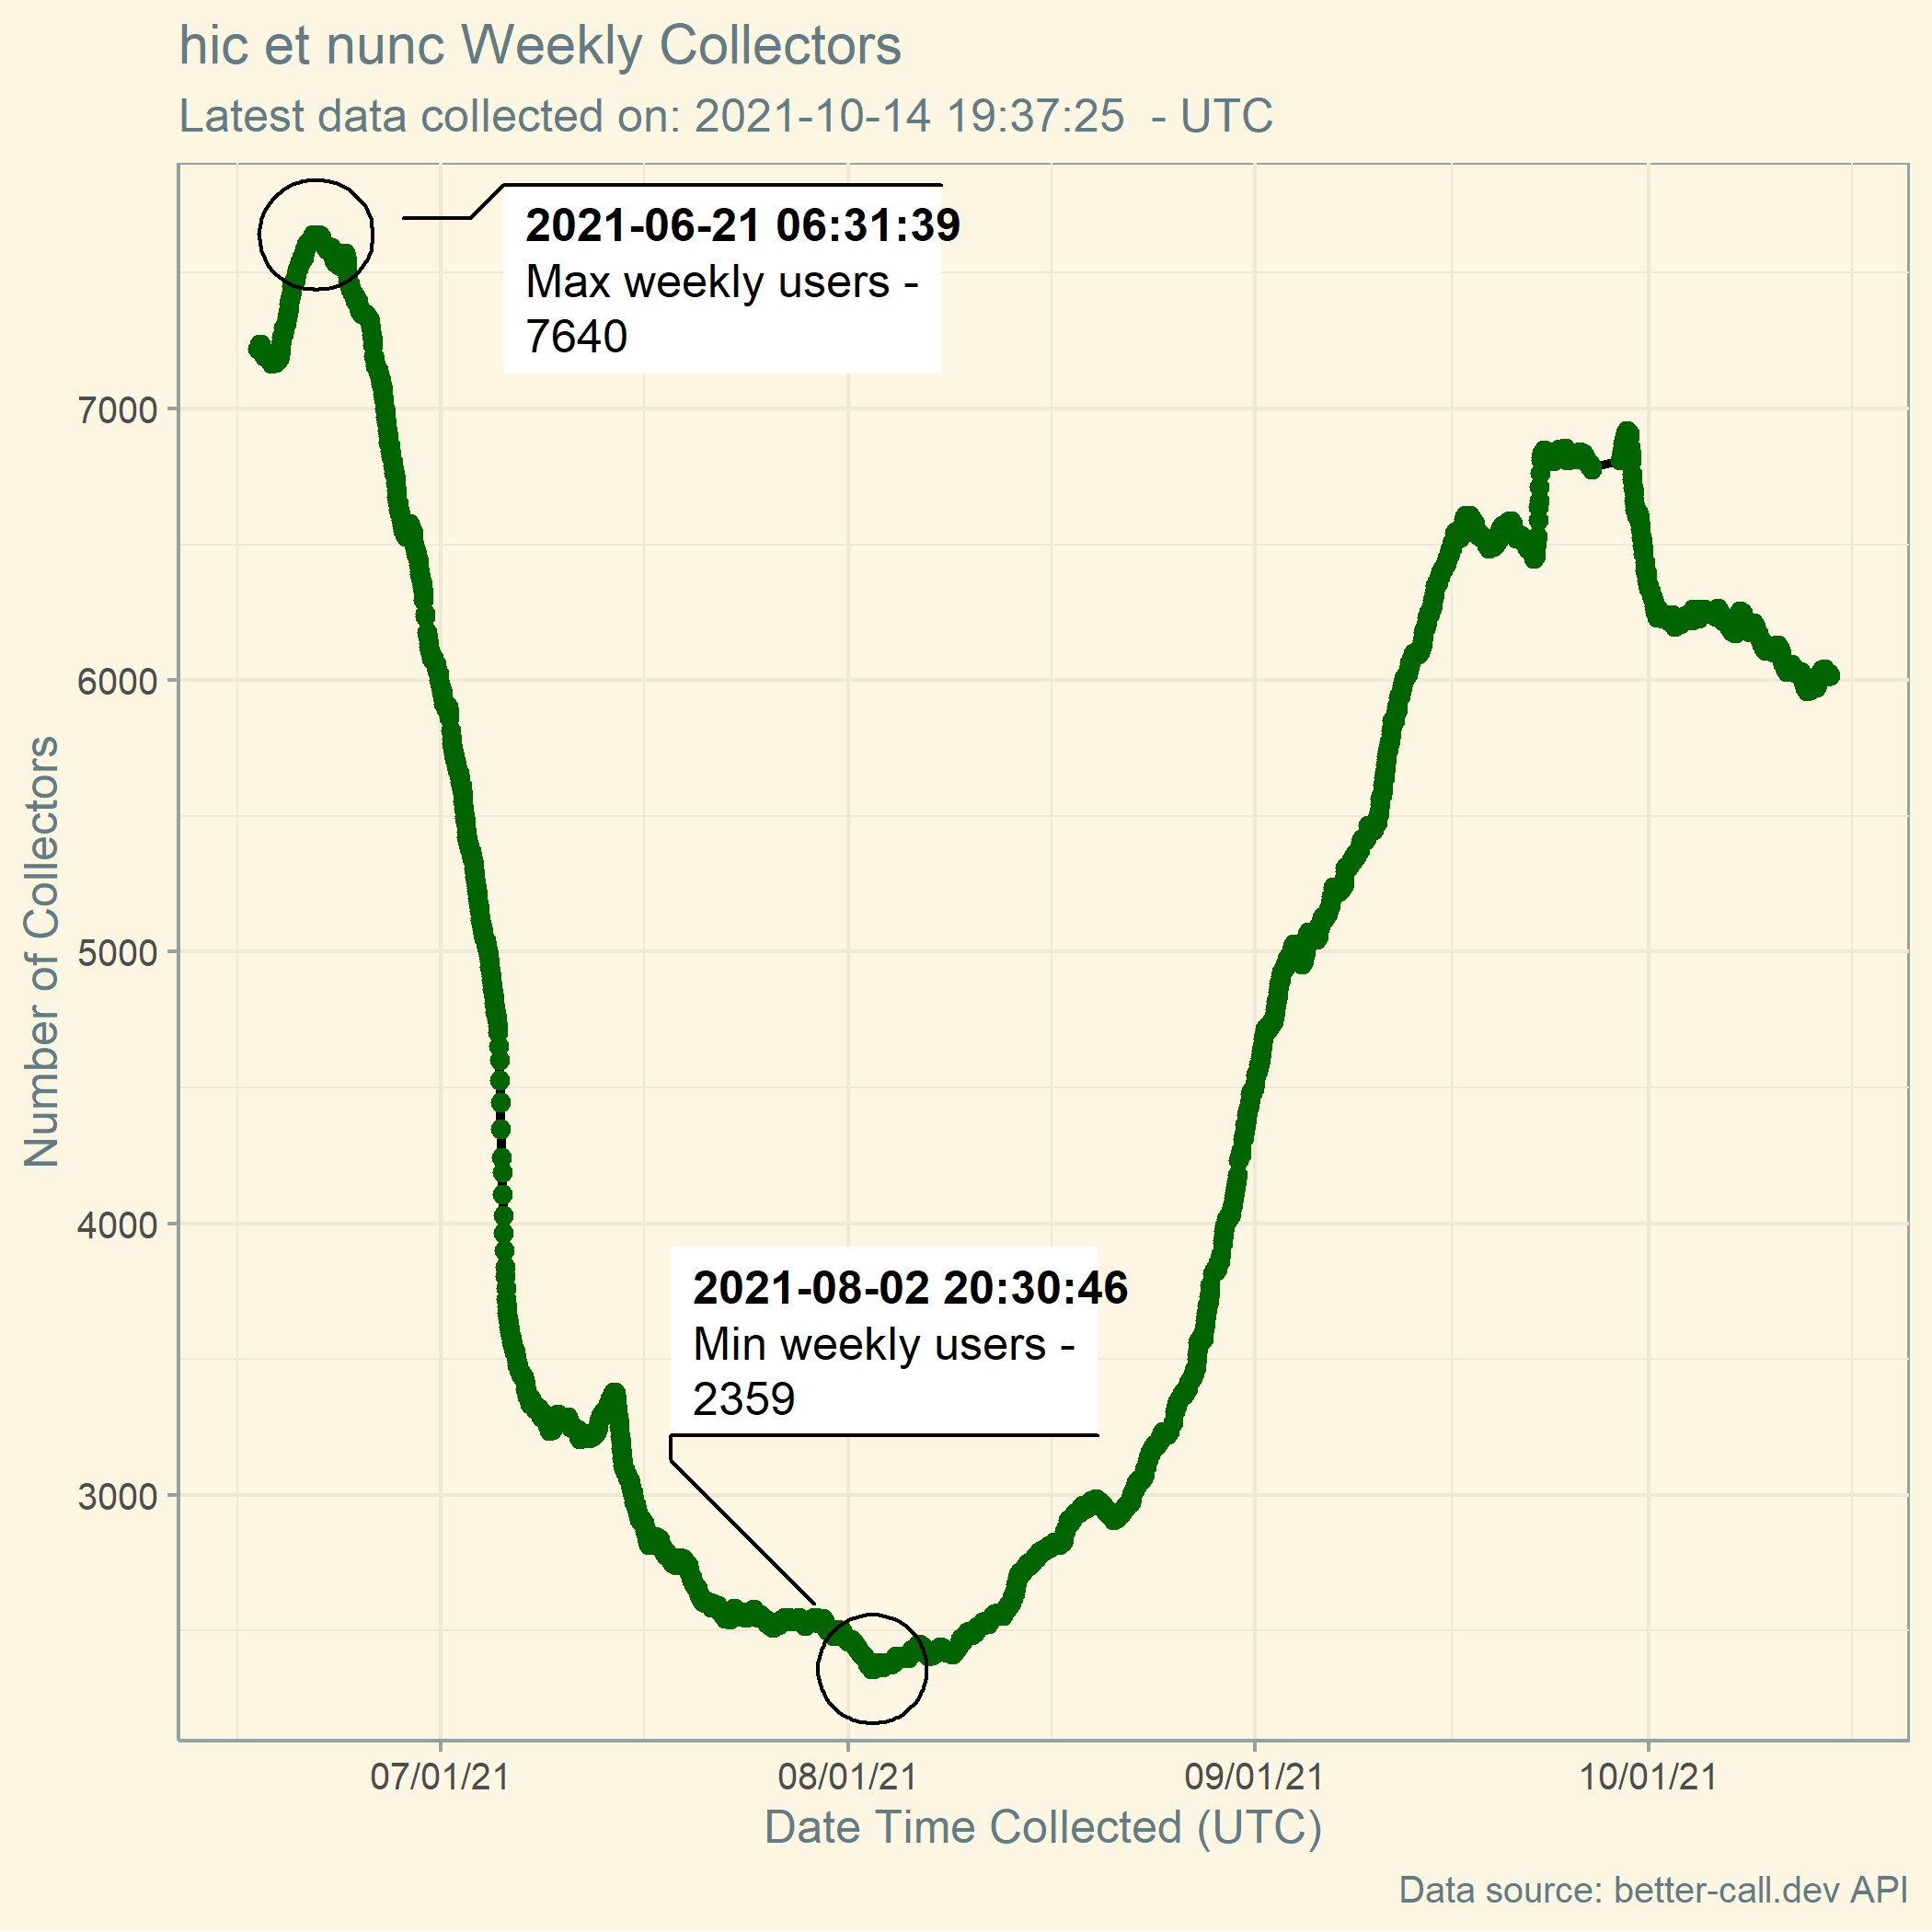 hic et nunc Weekly Collectors
Latest data collected on: 2021-10-14 19:37:25  - UTC
2021-06-21 06:31:39
Max weekly users -
7640
7000
6000
5000
4000
3000
Number of Collectors
2021-08-02 20:30:46
Min weekly users -
2359
07/01/21
08/01/21
09/01/21
10/01/21
Date Time Collected (UTC)
Data source: better-call.dev API